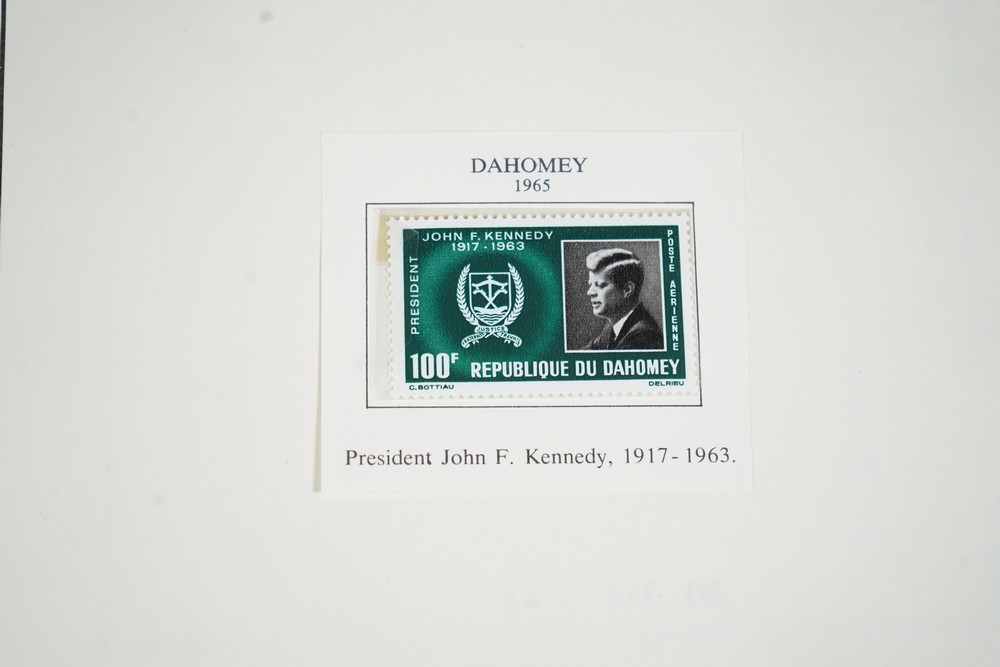 DAHOMEY
1965
JOHN F. KENNEDY
1917-1963
PRESIDENT
POSTE AERIENNE
JUSTICE
100F REPUBLIQUE DU DAHOMEY
C.BOTTIAU
DELRIEU
President John F. Kennedy, 1917-1963.